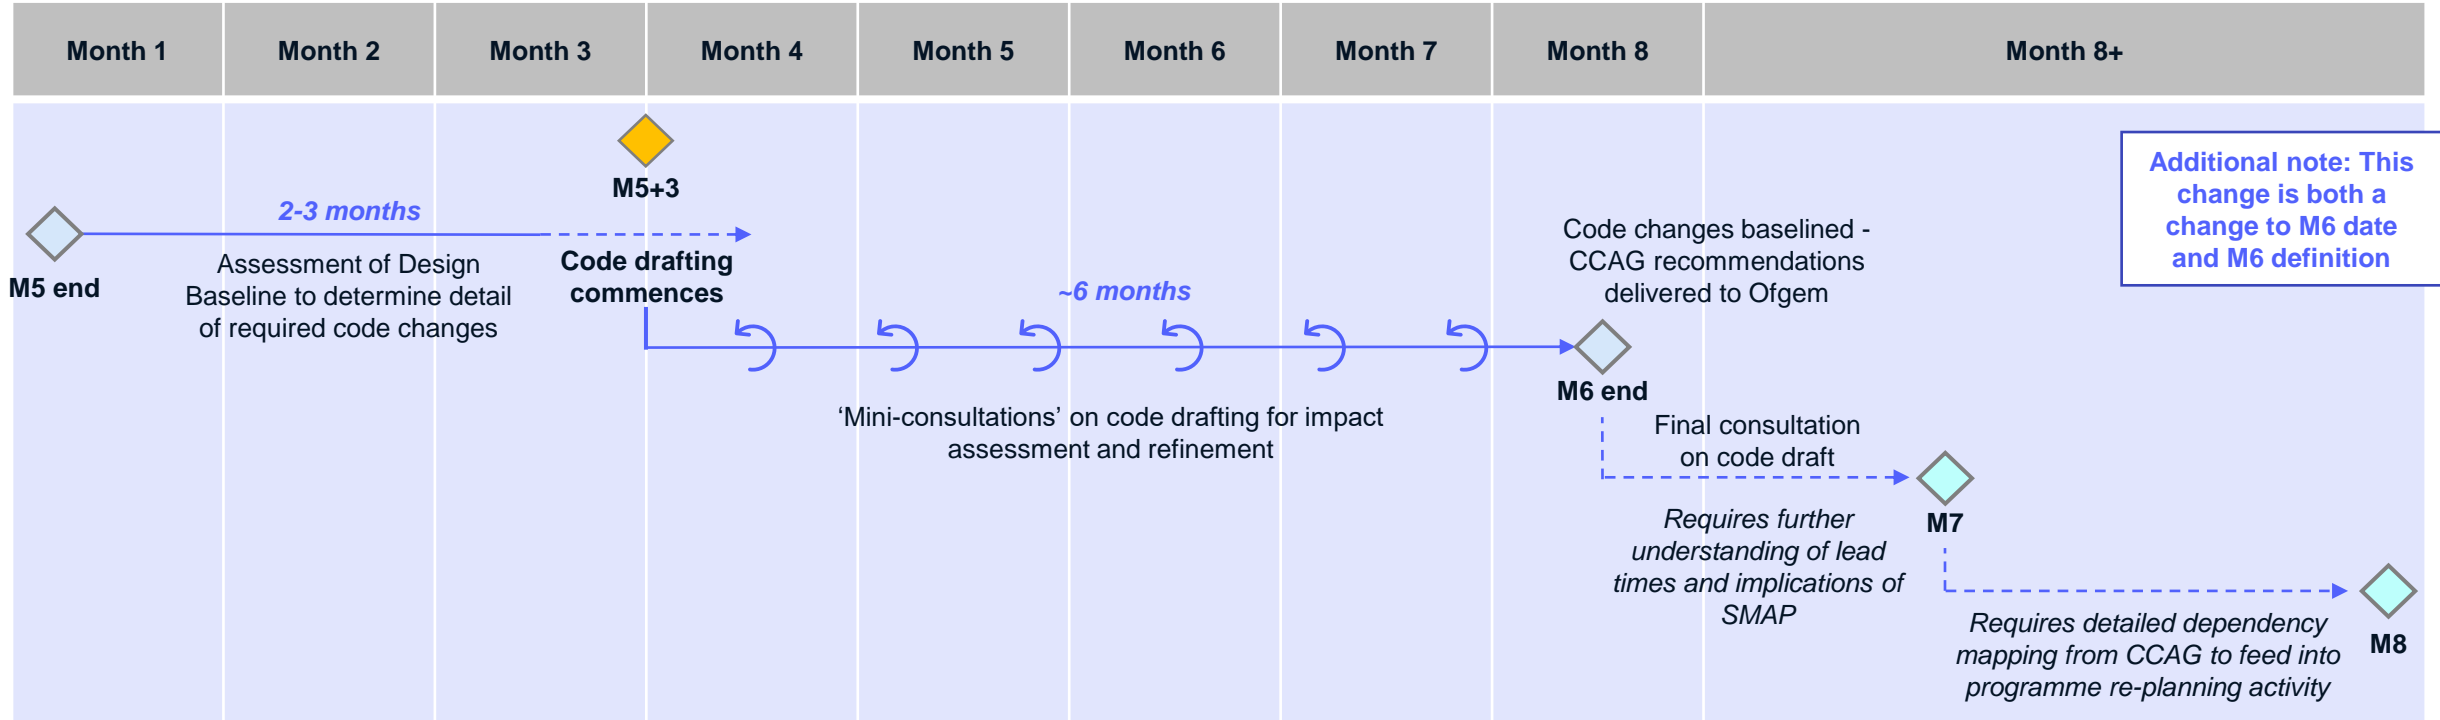 Month 1
Month 2
Month 3
Month 4
Month 5
Month 6
Month 7
Month 8
Month 8+
M5+3
Additional note: This
change is both a
change to M6 date
and M6 definition
2-3 months
M5 end
Assessment of Design
Baseline to determine detail
of required code changes
Code drafting
commences
~6 months
Code changes baselined -
CCAG recommendations
delivered to Ofgem
M6 end
‘Mini-consultations’ on code drafting for impact
assessment and refinement
Final consultation
on code draft
M7
Requires further
understanding of lead
times and implications of
SMAP
M8
Requires detailed dependency
mapping from CCAG to feed into
programme re-planning activity